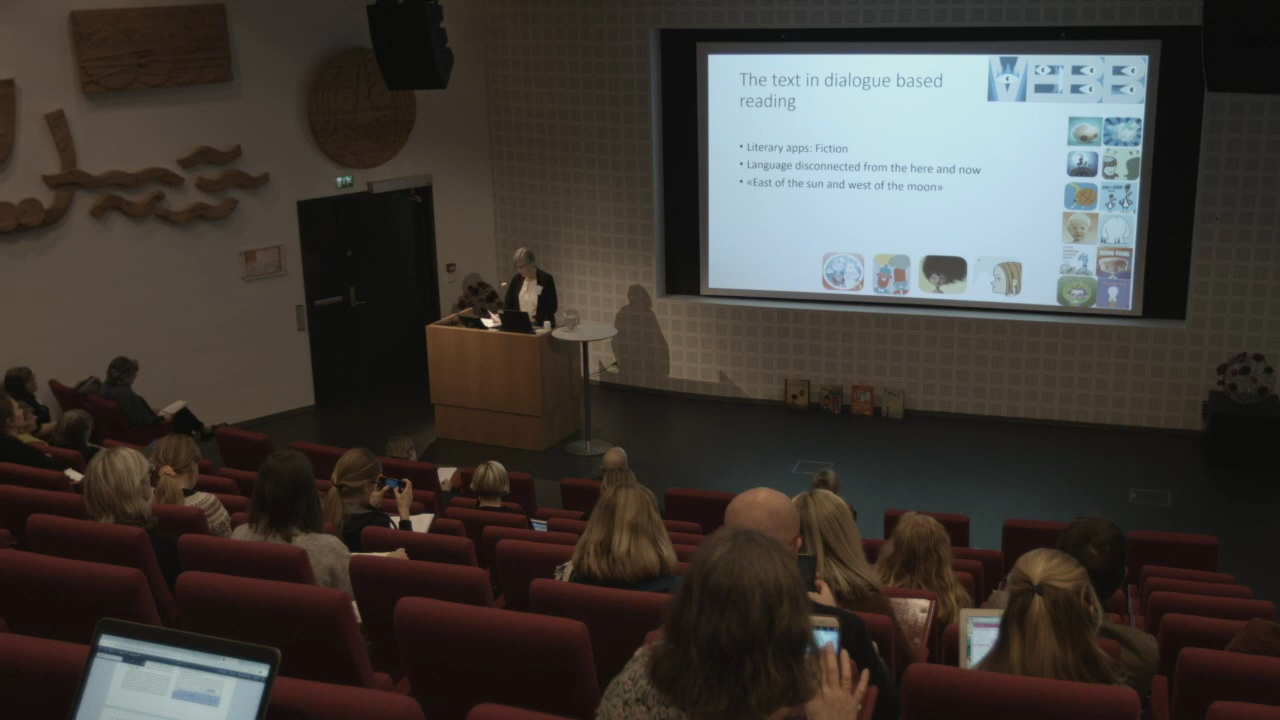 The text in dialogue based
reading
VEBB
• Literary apps: Fiction
• Language disconnected from the here and now
• «East of the sun and west of the moon»